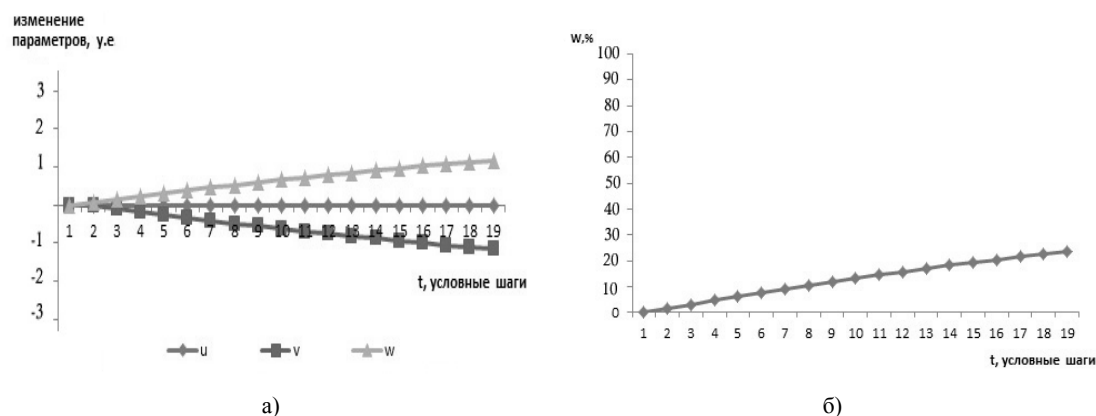 изменение
параметров, у.е
3
2
1
1 2 3 4 5 6 7 8 9 10 11 12 13 14 15 16 17 18 19
-1
-2
-3
t, условные шаги
u v w
а)
W,%
100
90
80
70
60
50
40
30
20
10
0
1 2 3 4 5 6 7 8 9 10 11 12 13 14 15 16 17 18 19
t, условные шаги
б)